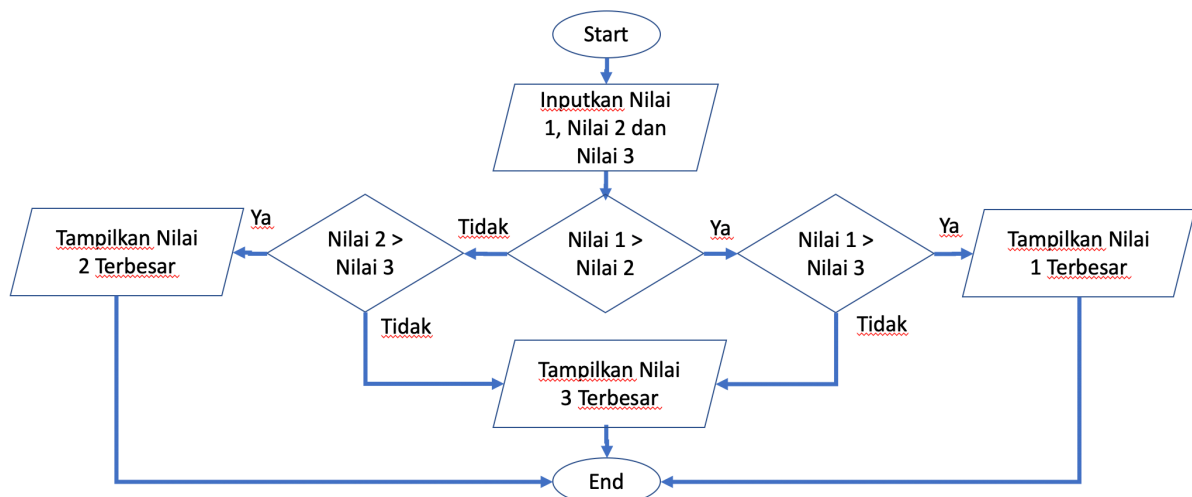 Start
Inputkan Nilai
1, Nilai 2 dan
Nilai 3
Ya
Tidak
Ya
Ya
Tampilkan Nilai
2 Terbesar
Nilai 2 >
Nilai 3
Nilai 1 >
Nilai 2
Nilai 1 >
Nilai 3
Tampilkan Nilai
1 Terbesar
Tidak
Tidak
Tampilkan Nilai
3 Terbesar
End